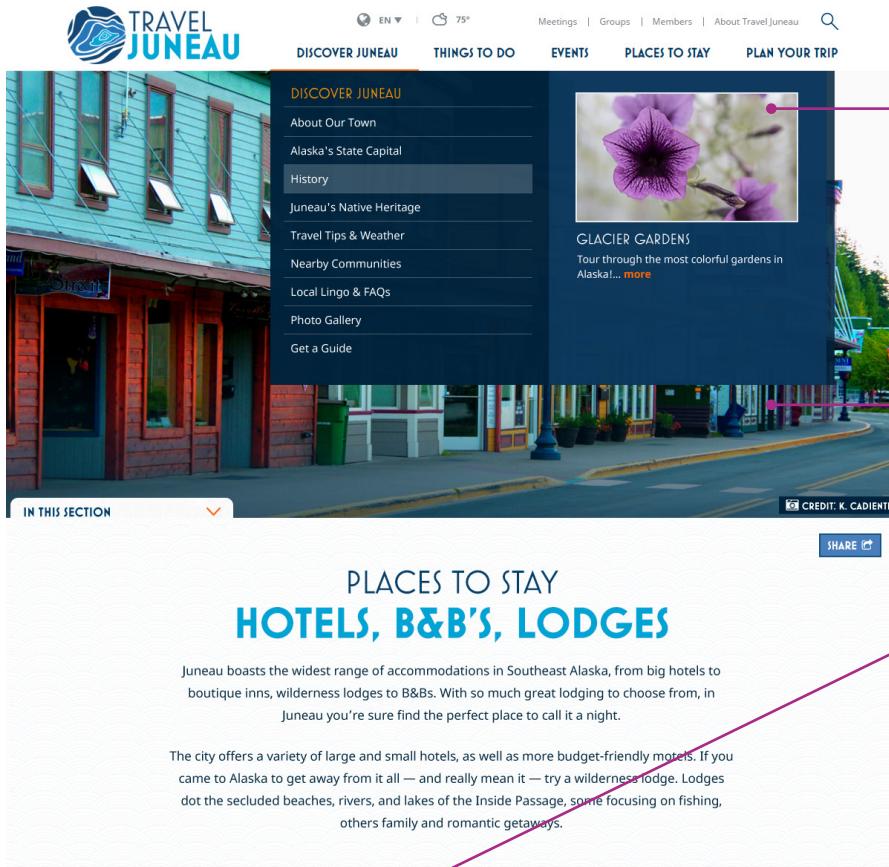 TRAVEL
JUNEAU
EN ▼ | 75°
Meetings | Groups | Members | About Travel Juneau
DISCOVER JUNEAU THINGS TO DO EVENTS PLACES TO STAY PLAN YOUR TRIP
DISCOVER JUNEAU
About Our Town
Alaska's State Capital
History
Juneau's Native Heritage
Travel Tips & Weather
Nearby Communities
Local Lingo & FAQs
Photo Gallery
Get a Guide
GLACIER GARDENS
Tour through the most colorful gardens in
Alaska!... more
IN THIS SECTION
CREDIT: K. CADIENTE
SHARE
PLACES TO STAY
HOTELS, B&B'S, LODGES
Juneau boasts the widest range of accommodations in Southeast Alaska, from big hotels to
boutique inns, wilderness lodges to B&Bs. With so much great lodging to choose from, in
Juneau you’re sure find the perfect place to call it a night.
The city offers a variety of large and small hotels, as well as more budget-friendly motels. If you
came to Alaska to get away from it all — and really mean it — try a wilderness lodge. Lodges
dot the secluded beaches, rivers, and lakes of the Inside Passage, some focusing on fishing,
others family and romantic getaways.